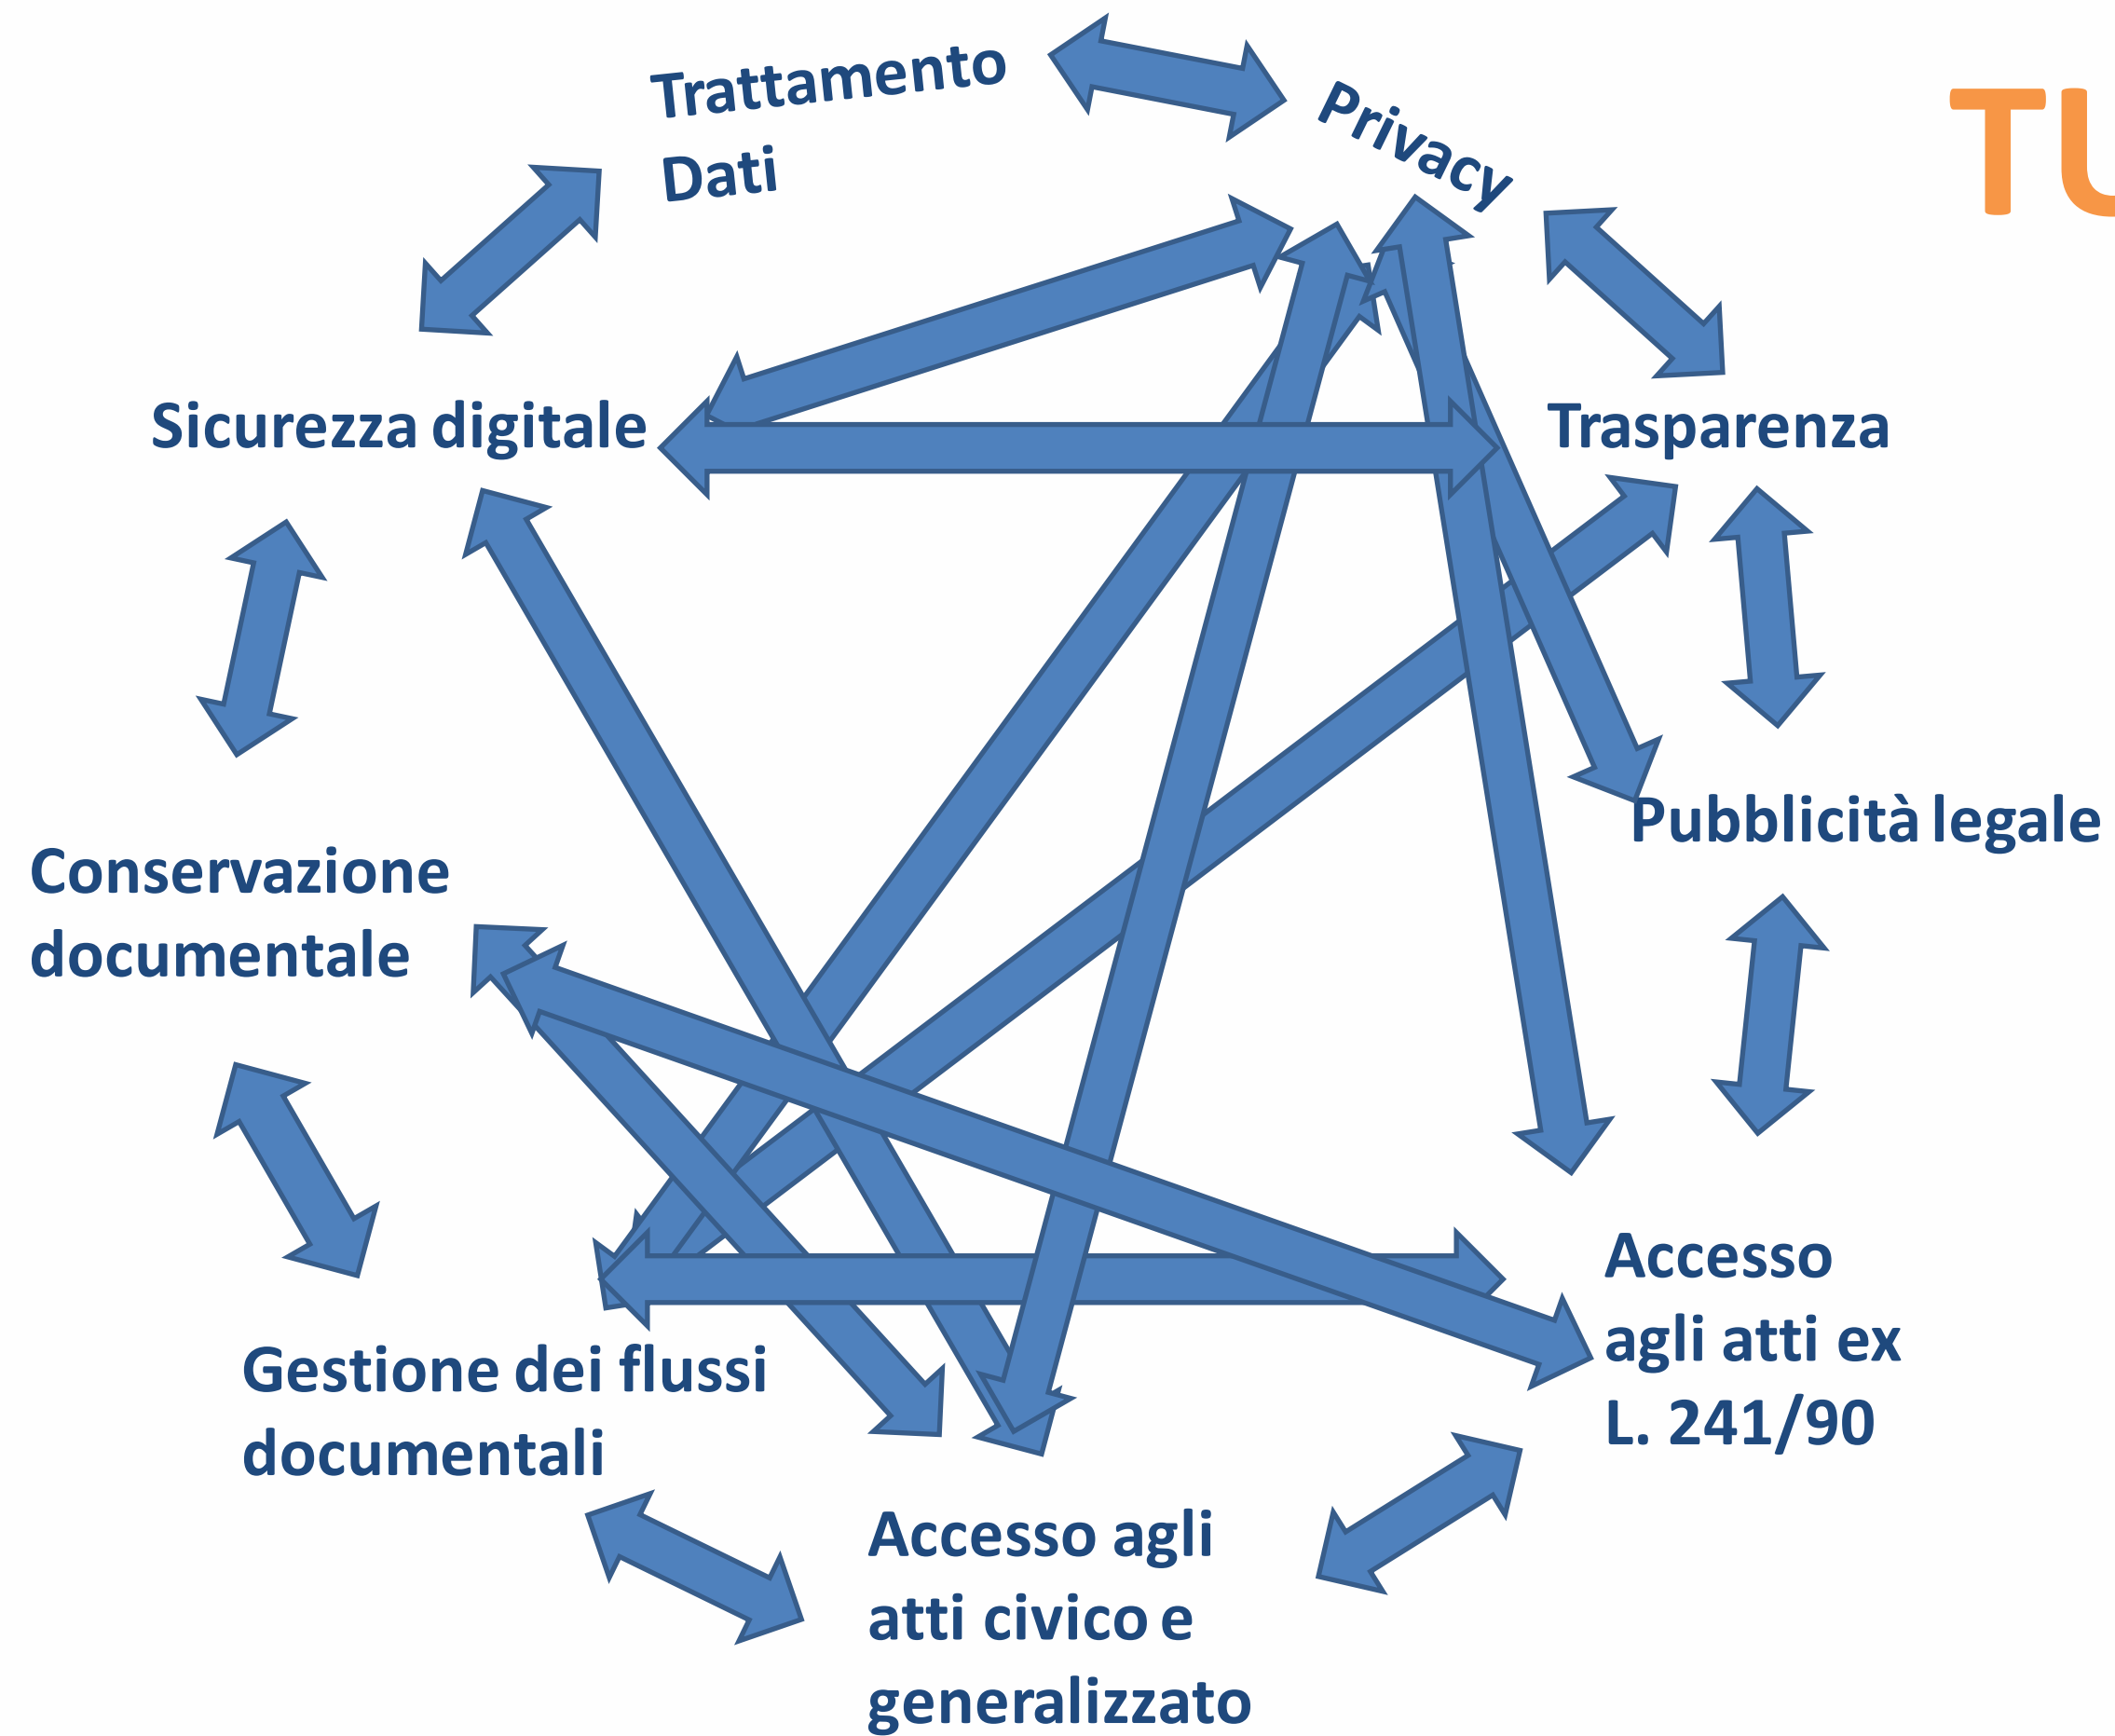 Trattamento
Dati
Privacy
TU
Sicurezza digitale
Trasparenza
Pubblicità legale
Conservazione
documentale
Accesso
agli atti ex
L. 241/90
Gestione dei flussi
documentali
Accesso agli
atti civico e
generalizzato